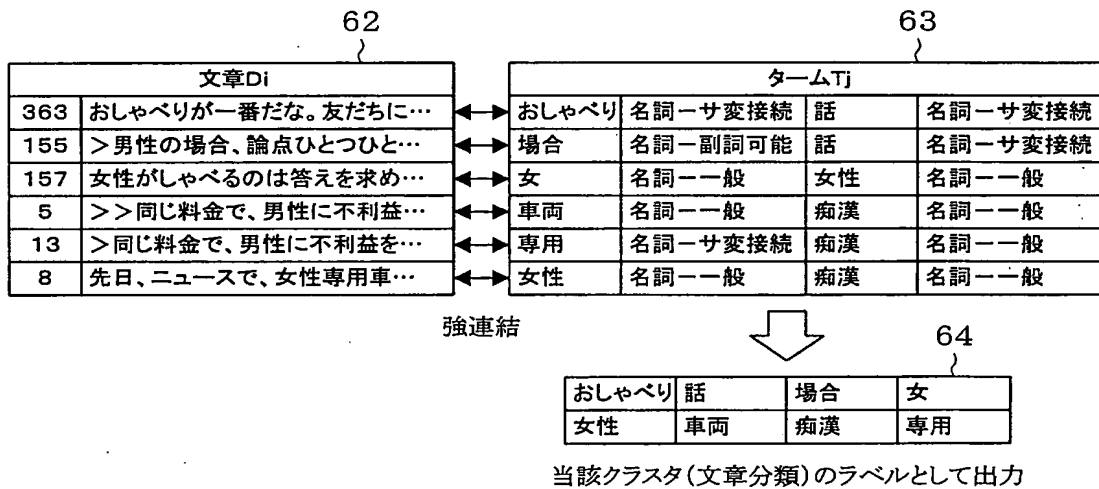 62
63
文章Di
タームTj
363 おしゃべりが一番だな。友だちに… おしゃべり 名詞ーサ変接続 話 名詞ーサ変接続
155 >男性の場合、論点ひとつひと… 場合 名詞ー副詞可能 話 名詞ーサ変接続
157 女性がしゃべるのは答えを求め… 女 名詞ー一般 女性 名詞ー一般
5 >>同じ料金で、男性に不利益… 車両 名詞ー一般 痴漢 名詞ー一般
13 >同じ料金で、男性に不利益を… 専用 名詞ーサ変接続 痴漢 名詞ー一般
8 先日、ニュースで、女性専用車… 女性 名詞ー一般 痴漢 名詞ー一般
強連結
64
おしゃべり 話 場合 女
女性 車両 痴漢 専用
当該クラスタ(文章分類)のラベルとして出力